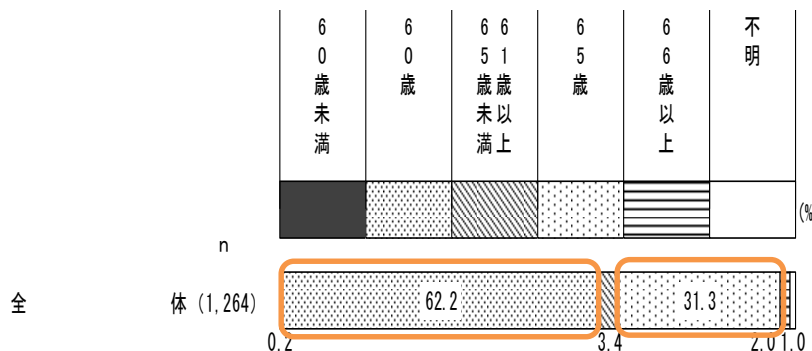 60歳未満
60歳
61歳以上
65歳未満
65歳
66歳以上
不明
(%
n
全体 (1,264)
62.2
31.3
0.2
3.4
2.0
1.0